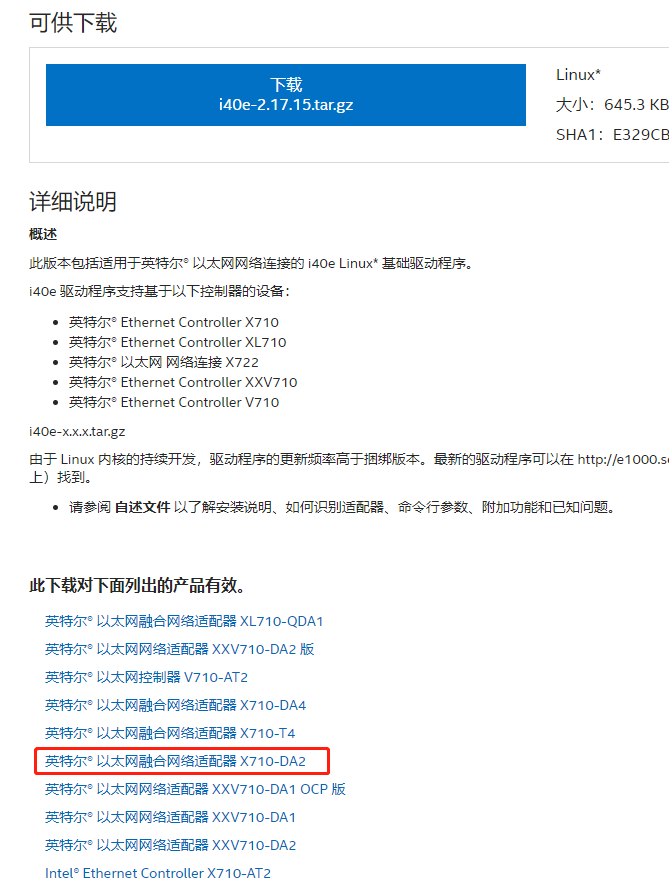 可供下载
下载
i40e-2.17.15.tar.gz
Linux*
大小：645.3 KB
SHA1：E329CB
详细说明
概述
此版本包括适用于英特尔® 以太网网络连接的 i40e Linux* 基础驱动程序。
i40e 驱动程序支持基于以下控制器的设备：
英特尔® Ethernet Controller X710
英特尔® Ethernet Controller XL710
英特尔® 以太网 网络连接 X722
英特尔® Ethernet Controller XXV710
英特尔® Ethernet Controller V710
i40e-x.x.x.tar.gz
由于 Linux 内核的持续开发，驱动程序的更新频率高于捆绑版本。最新的驱动程序可以在 http://e1000.s
上）找到。
请参阅 自述文件 以了解安装说明、如何识别适配器、命令行参数、附加功能和已知问题。
此下载对下面列出的产品有效。
英特尔® 以太网融合网络适配器 XL710-QDA1
英特尔® 以太网网络适配器 XXV710-DA2 版
英特尔® 以太网控制器 V710-AT2
英特尔® 以太网融合网络适配器 X710-DA4
英特尔® 以太网融合网络适配器 X710-T4
英特尔® 以太网融合网络适配器 X710-DA2
英特尔® 以太网网络适配器 XXV710-DA1 OCP 版
英特尔® 以太网网络适配器 XXV710-DA1
英特尔® 以太网网络适配器 XXV710-DA2
Intel® Ethernet Controller X710-AT2